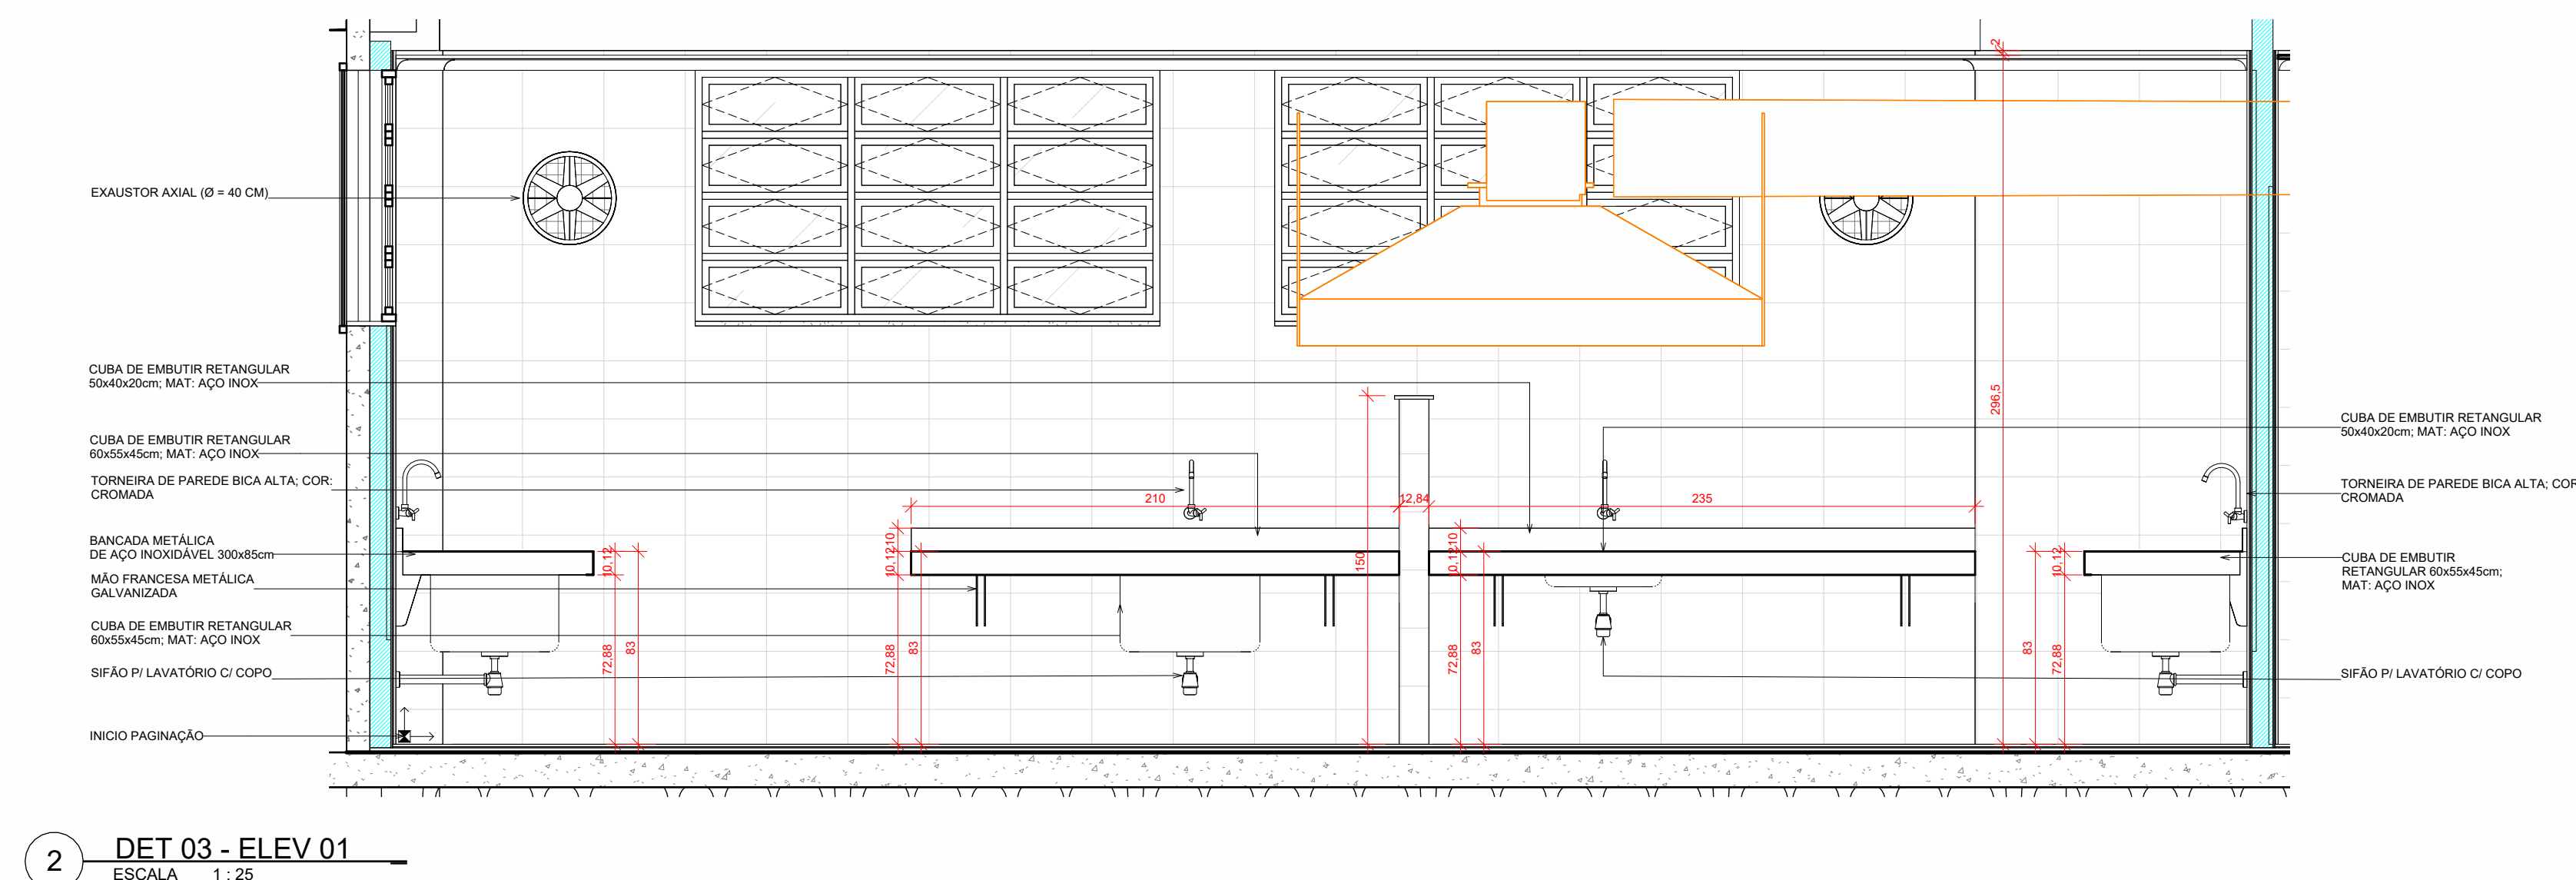 EXAUSTOR AXIAL (Ø = 40 CM)
CUBA DE EMBUTIR RETANGULAR
50x40x20cm; MAT: AÇO INOX
CUBA DE EMBUTIR RETANGULAR
60x55x45cm; MAT: AÇO INOX
TORNEIRA DE PAREDE BICA ALTA; COR:
CROMADA
BANCADA METÁLICA
DE AÇO INOXIDÁVEL 300x85cm
MÃO FRANCESA METÁLICA
GALVANIZADA
CUBA DE EMBUTIR RETANGULAR
60x55x45cm; MAT: AÇO INOX
SIFÃO P/ LAVATÓRIO C/ COPO
INICIO PAGINAÇÃO
10,12
72,88
83
210
12,84
235
10
10,12
72,88
83
150
10
10,12
72,88
83
2
296,5
83
10,12
72,88
CUBA DE EMBUTIR RETANGULAR
50x40x20cm; MAT: AÇO INOX
TORNEIRA DE PAREDE BICA ALTA; COR
CROMADA
CUBA DE EMBUTIR
RETANGULAR 60x55x45cm;
MAT: AÇO INOX
SIFÃO P/ LAVATÓRIO C/ COPO
2
DET 03 - ELEV 01
ESCALA 1 : 25